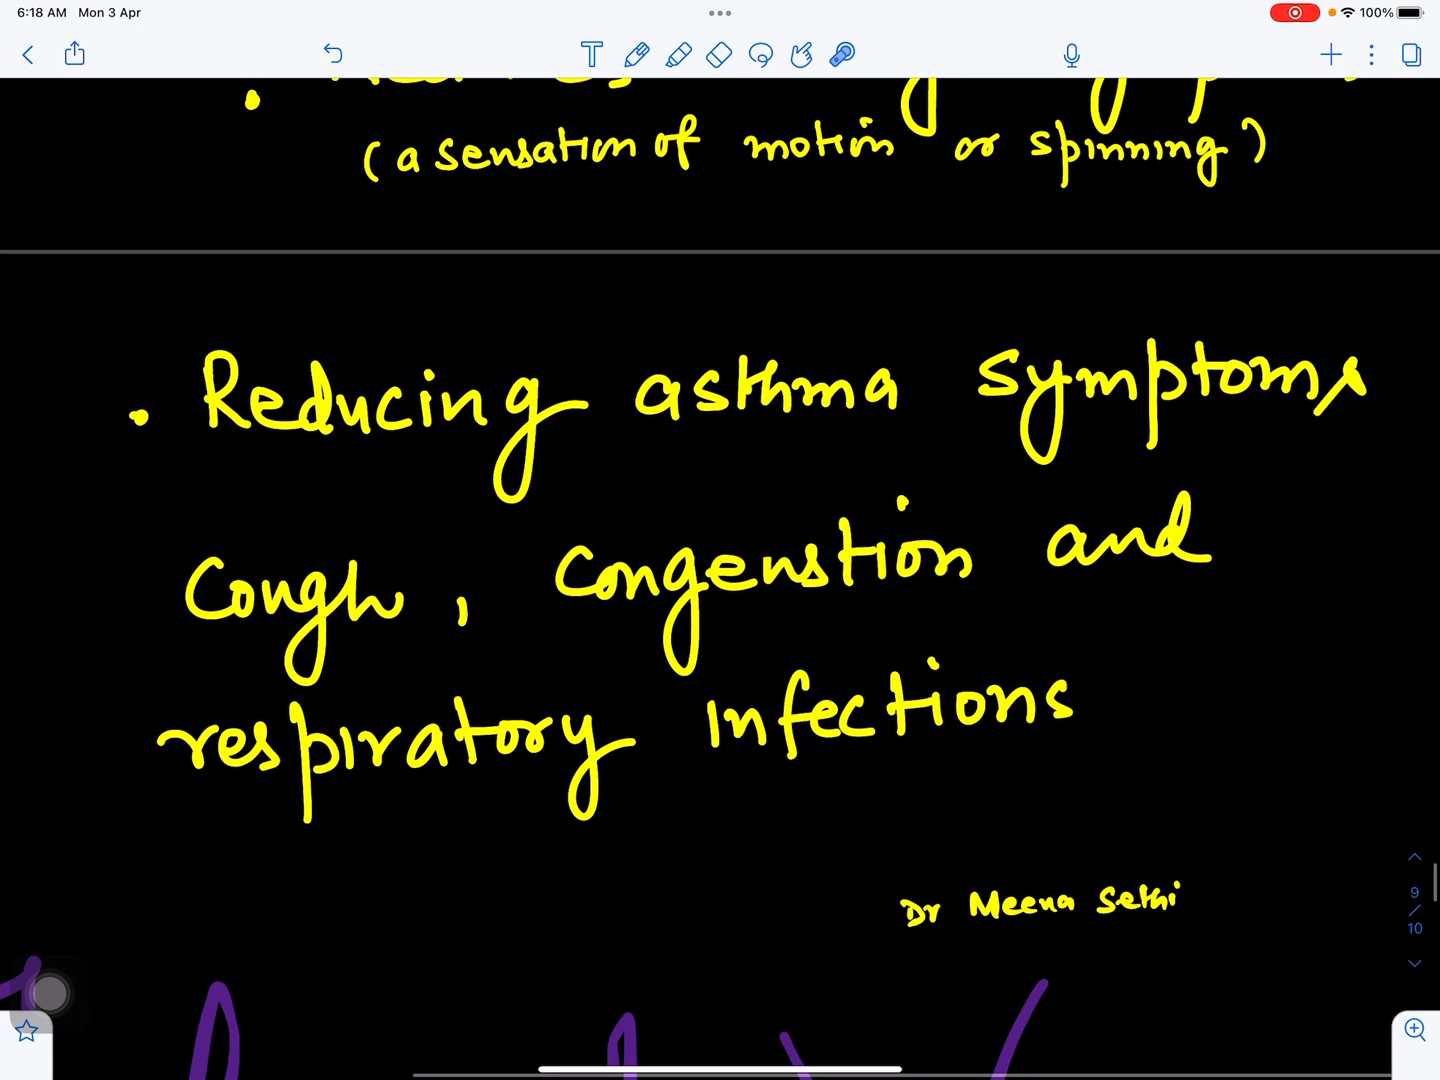 6:18 AM Mon 3 Apr
100%
(a sensation of motion or spinning)
. Reducing asthma symptoms
Cough, Congenstion and
respiratory infections
Dr Meena Sethi
9
/
10